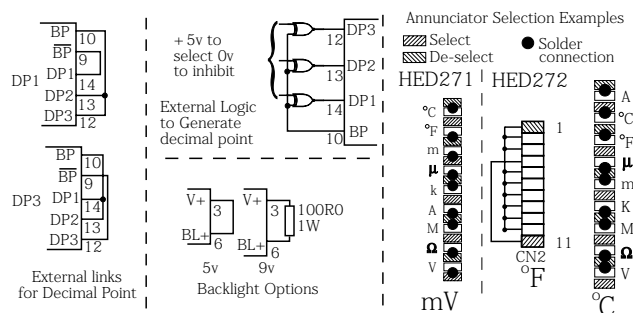 BP
10
BP
9
DP1
DP1
14
DP2
13
DP3
12
BP
10
BP
9
DP3
DP1
14
DP2
13
DP3
12
External links
for Decimal Point
+5v to
select 0v
to inhibit
External Logic
to Generate
decimal point
DP3
12
DP2
13
DP1
14
BP
10
V+
3
BL+
6
5v
V+
3
100R0
1W
BL+
6
9v
Backlight Options
Annunciator Selection Examples
Select
De-select
Solder
connection
HED271
°C
°F
m
μ
k
A
M
Ω
V
mV
HED272
1
11
CN2
°F
A
°C
°F
μ
m
K
M
Ω
V
°C